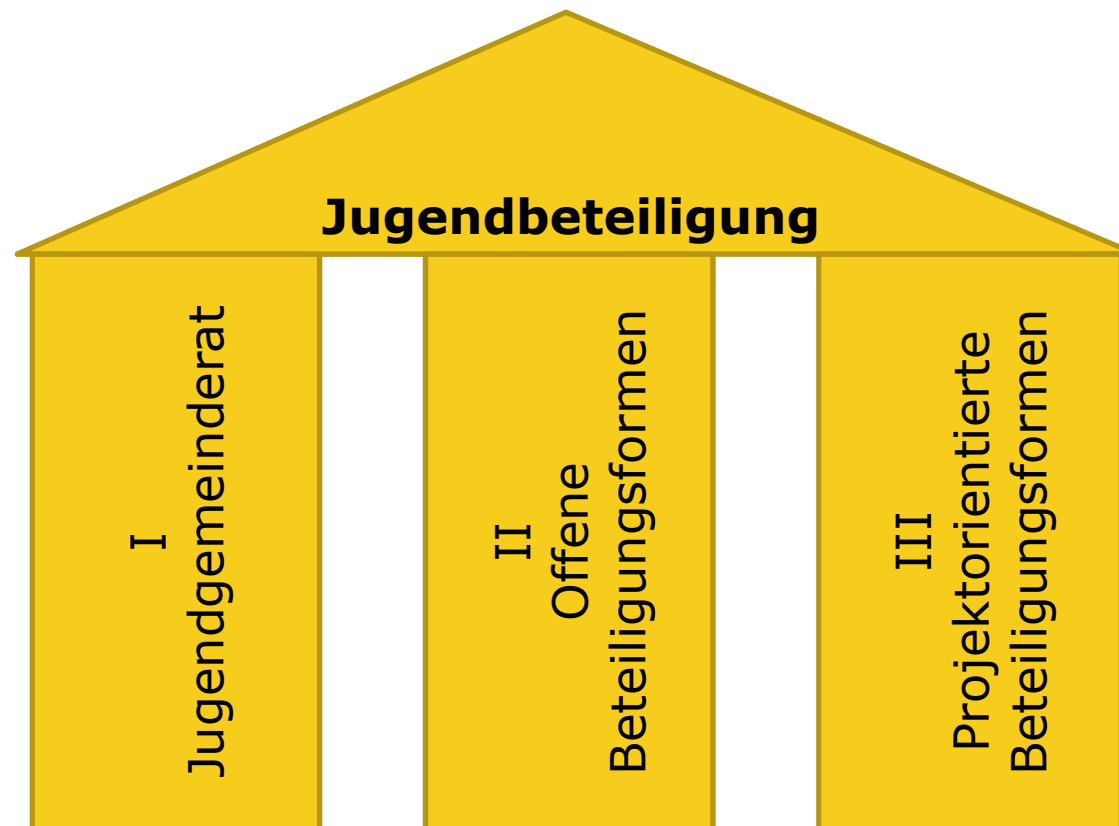 Jugendbeteiligung
I
Jugendgemeinderat
II
Offene
Beteiligungsformen
III
Projektorientierte
Beteiligungsformen